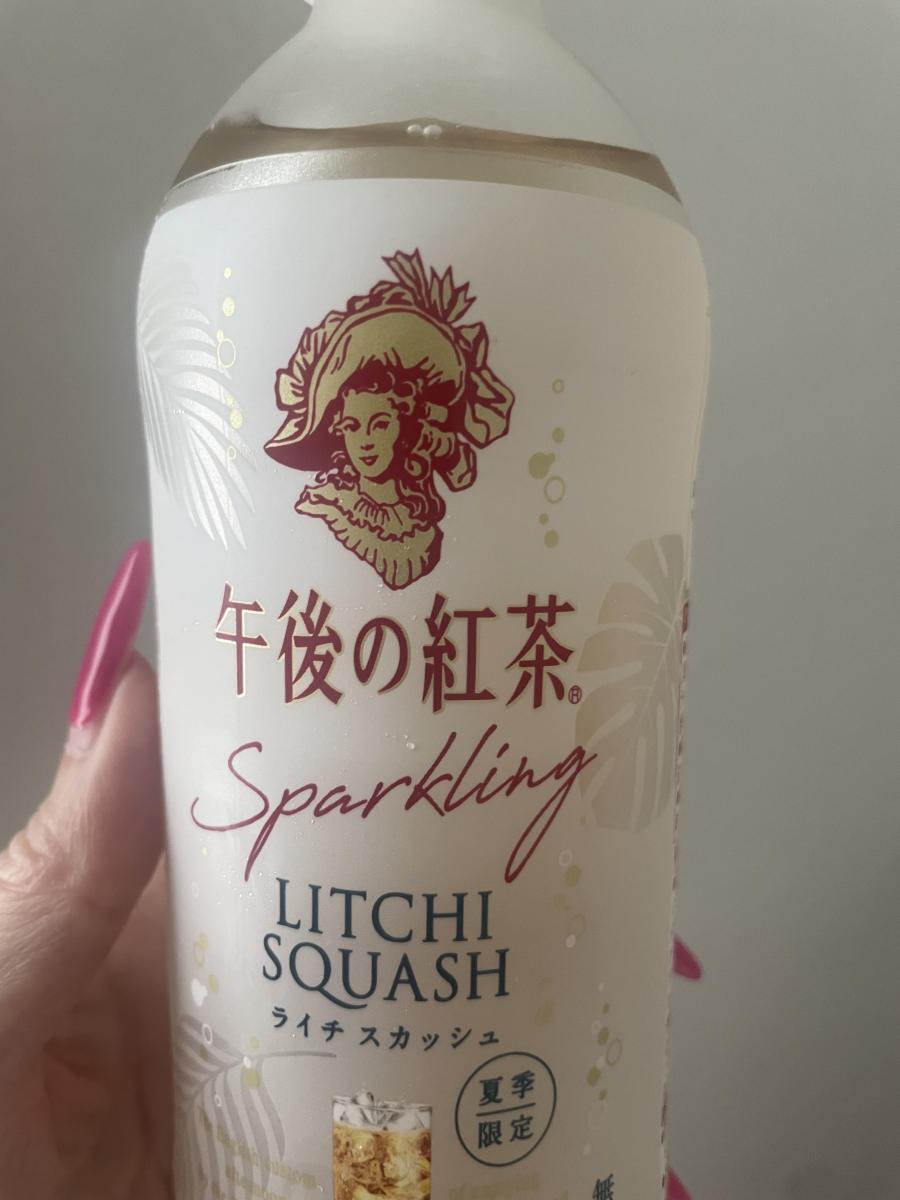 午後の紅茶®
Sparkling
LITCHI
SQUASH
ライチ スカッシュ
夏季
限定
無